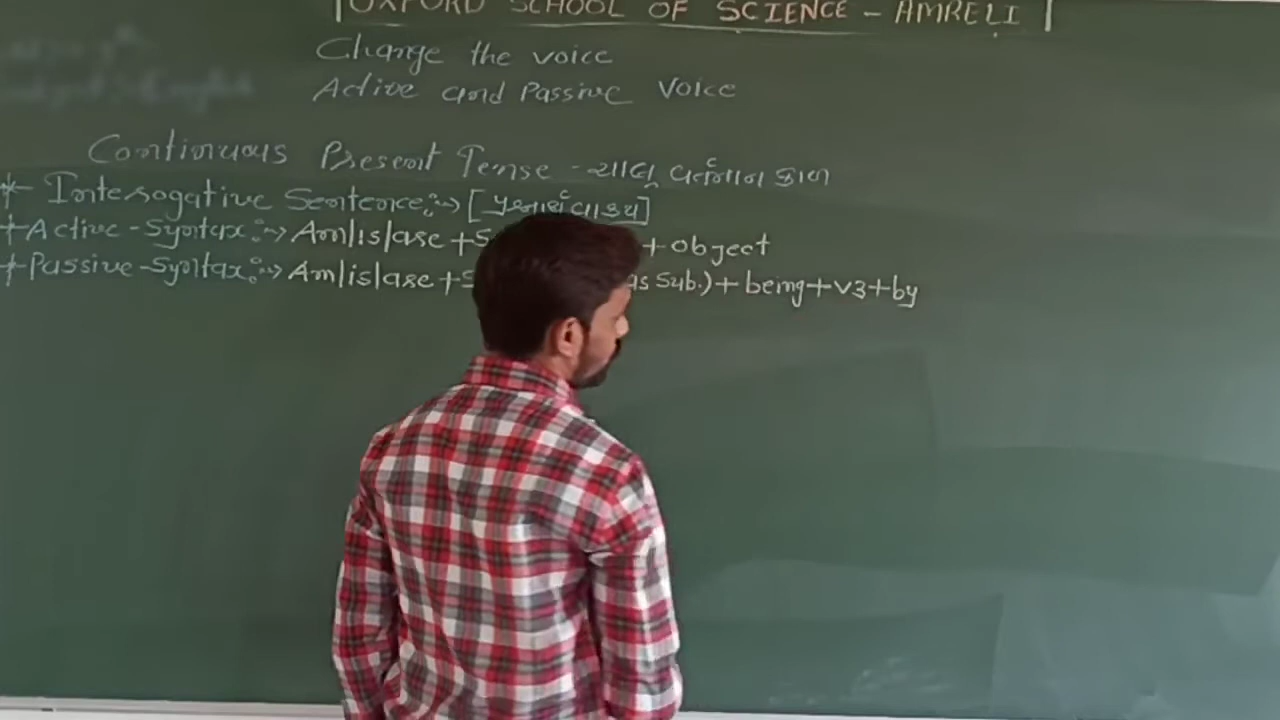 OXFORD SCHOOL OF SCIENCE - AMRELI
Change the voice
Active and Passive Voice
Continuous Present Tense - ચાલુ વર્તમાન કાળ
* Interogative Sentence:→ [પ્રશ્નાર્થ વાક્ય]
+ Active-Syntax:→ Am/is/are + + object
+ Passive-Syntax:→ Am/is/are + as Sub.) + being + v3 + by